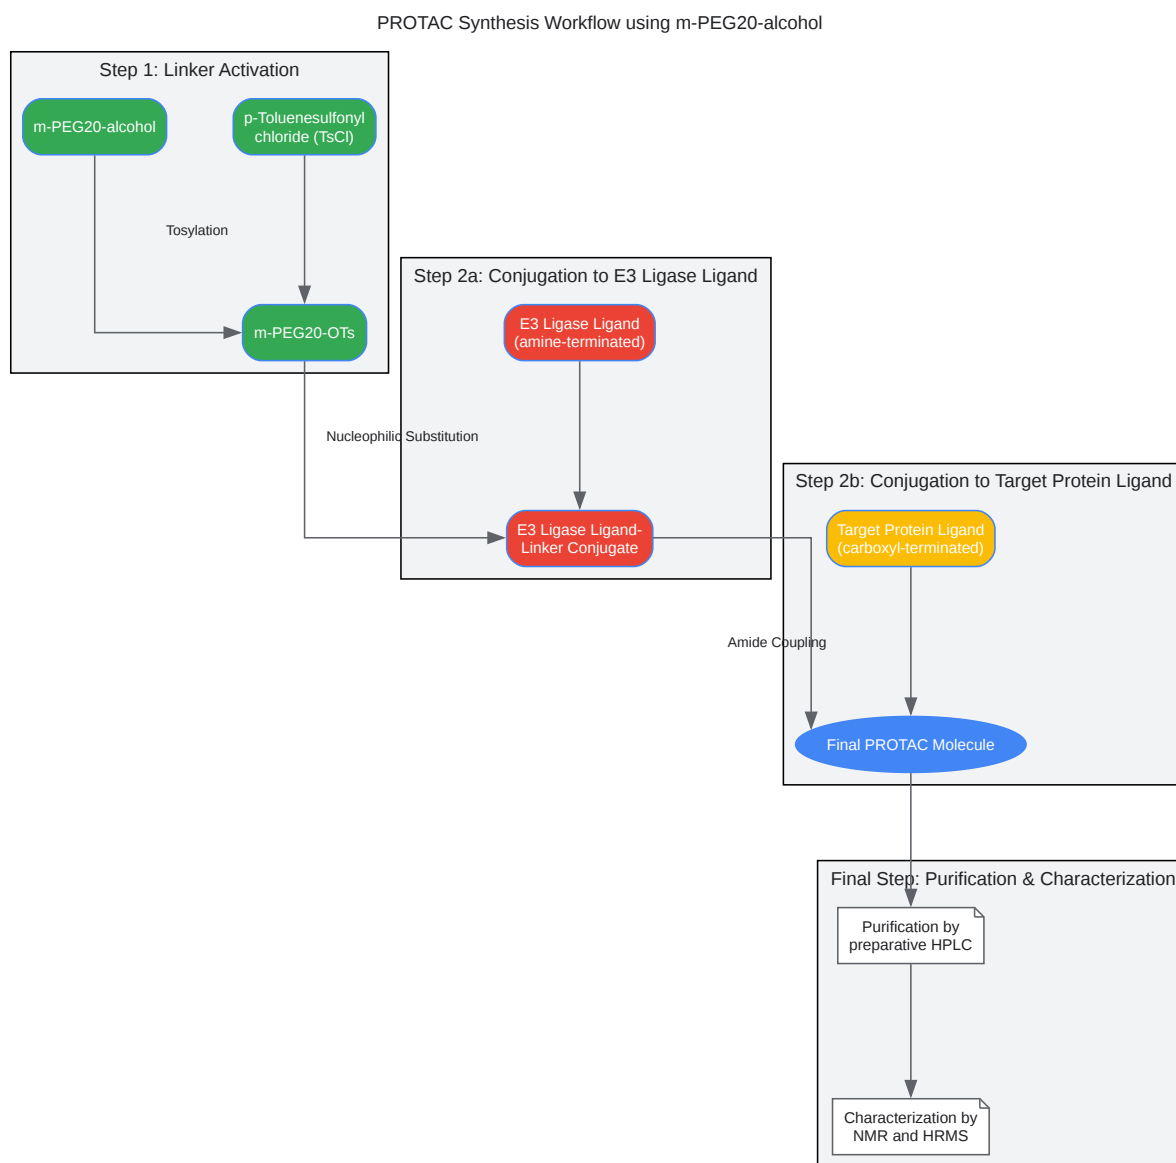 PROTAC Synthesis Workflow using m-PEG20-alcohol
Step 1: Linker Activation
m-PEG20-alcohol
p-Toluenesulfonyl
chloride (TsCl)
Tosylation
m-PEG20-OTs
Step 2a: Conjugation to E3 Ligase Ligand
E3 Ligase Ligand
(amine-terminated)
Nucleophilic Substitution
E3 Ligase Ligand-
Linker Conjugate
Step 2b: Conjugation to Target Protein Ligand
Target Protein Ligand
(carboxyl-terminated)
Amide Coupling
Final PROTAC Molecule
Final Step: Purification & Characterization
Purification by
preparative HPLC
Characterization by
NMR and HRMS